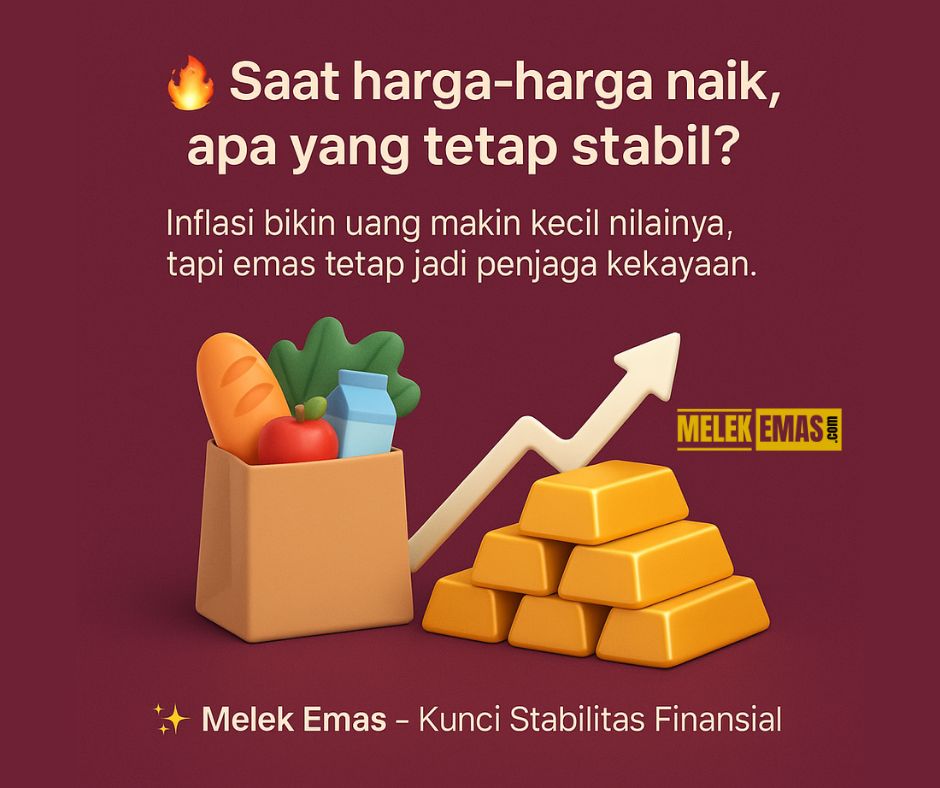 🔥 Saat harga-harga naik,
apa yang tetap stabil?
Inflasi bikin uang makin kecil nilainya,
tapi emas tetap jadi penjaga kekayaan.
MELEK EMAS.com
✨ Melek Emas – Kunci Stabilitas Finansial